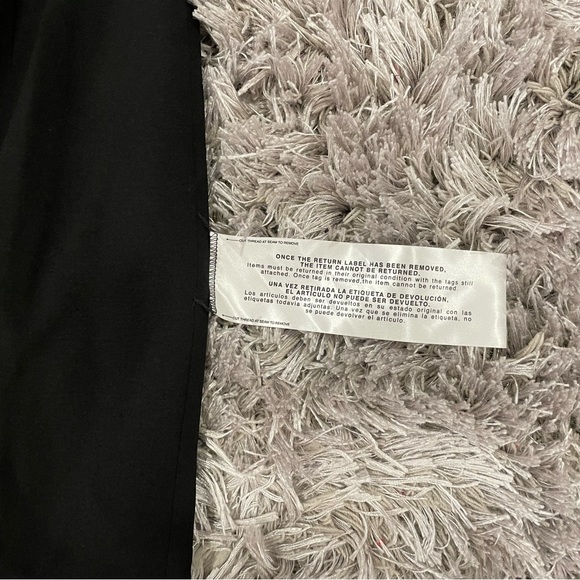 CUT THREAD AT SEAM TO REMOVE
ONCE THE RETURN LABEL HAS BEEN REMOVED,
THE ITEM CANNOT BE RETURNED.
Items must be returned in their original condition with the tags still
attached. Once tag is removed,the item cannot be returned
UNA VEZ RETIRADA LA ETIQUETA DE DEVOLUCIÓN,
EL ARTÍCULO NO PUEDE SER DEVUELTO.
Los artículos deben ser devueltos en su estado original con las
etiquetas todavía adjuntas. Una vez que se elimina la etiqueta, no
se puede devolver el artículo.
CUT THREAD AT SEAM TO REMOVE